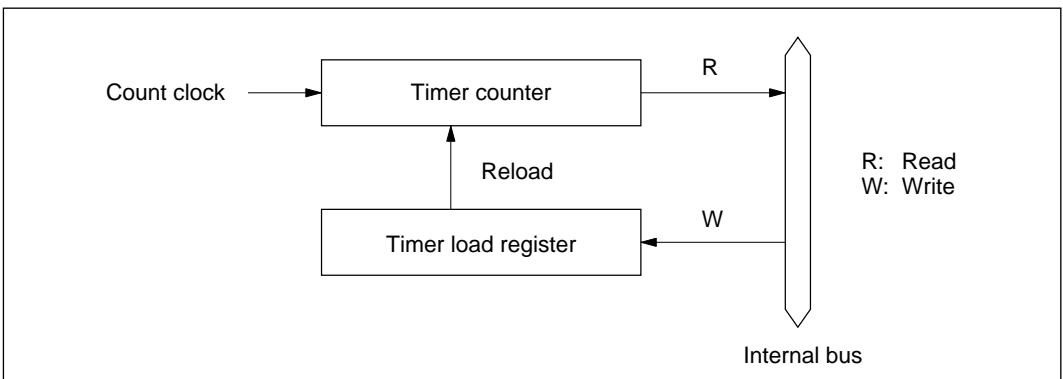 R
Count clock
Timer counter
Reload
R: Read
W: Write
W
Timer load register
Internal bus